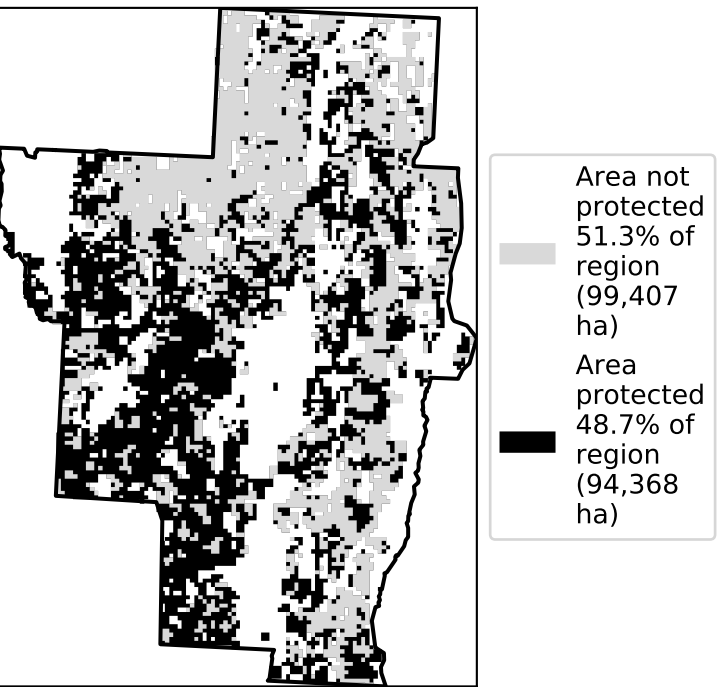 Area not
protected
51.3% of
region
(99,407
ha)
Area
protected
48.7% of
region
(94,368
ha)